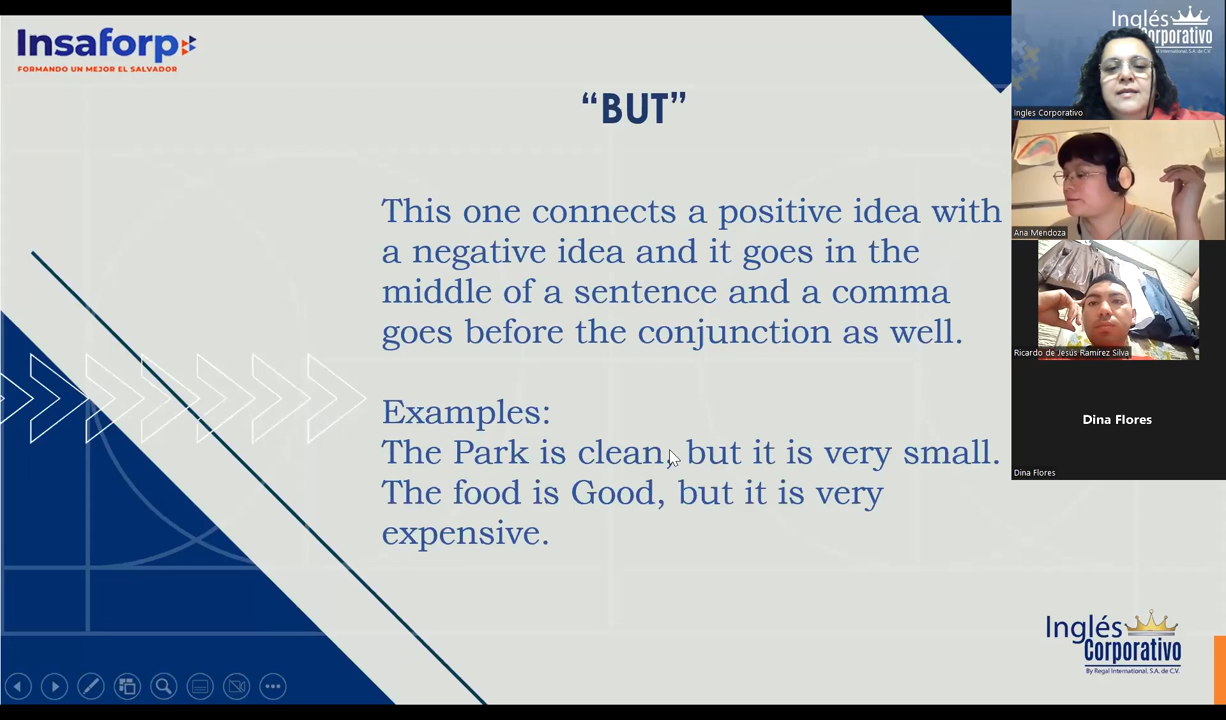 Insaforp
FORMANDO UN MEJOR EL SALVADOR
“BUT”
This one connects a positive idea with
a negative idea and it goes in the
middle of a sentence and a comma
goes before the conjunction as well.
Examples:
The Park is clean, but it is very small.
The food is Good, but it is very
expensive.
Inglés
Corporativo
By Regal International, S.A. de C.V.
Inglés
Corporativo
Regal International, S.A. de C.V.
Ingles Corporativo
Ana Mendoza
Ricardo de Jesús Ramírez Silva
Dina Flores
Dina Flores